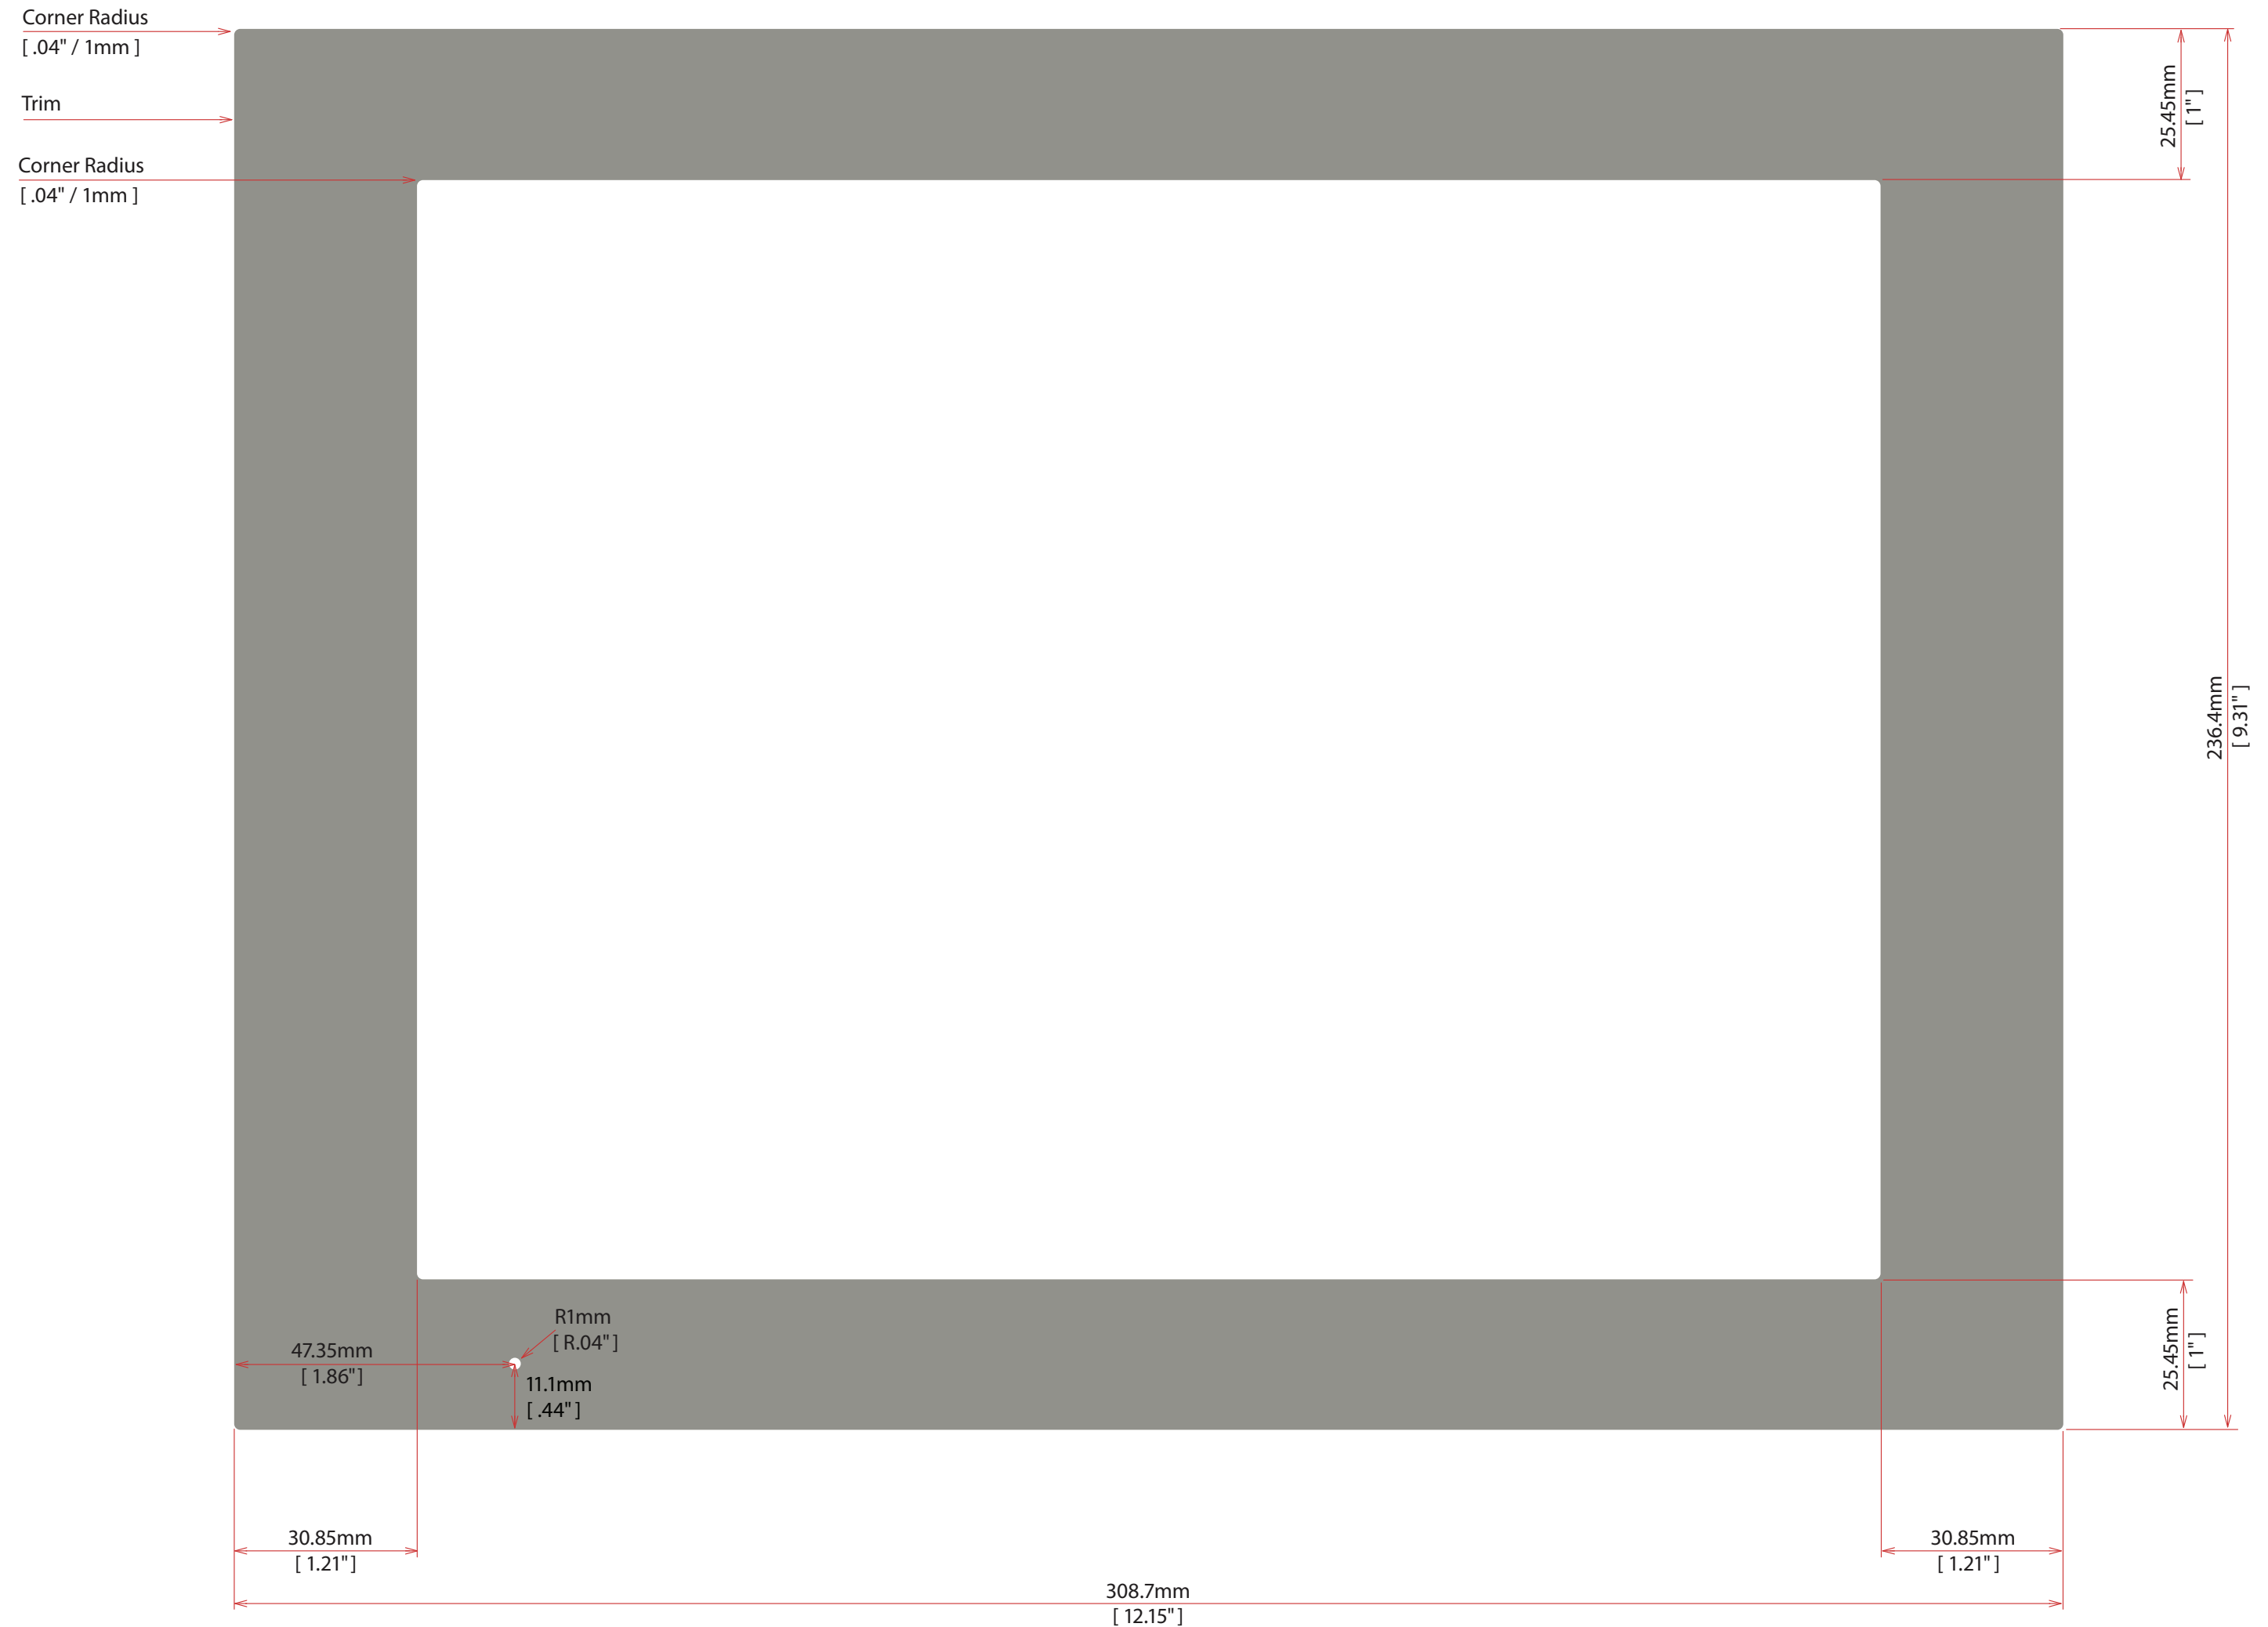 Corner Radius
[ .04" / 1mm ]
Trim
Corner Radius
[ .04" / 1mm ]
25.45mm
[ 1" ]
236.4mm
[ 9.31" ]
R1mm
[ R.04" ]
47.35mm
[ 1.86" ]
11.1mm
[ .44" ]
25.45mm
[ 1" ]
30.85mm
[ 1.21" ]
30.85mm
[ 1.21" ]
308.7mm
[ 12.15" ]